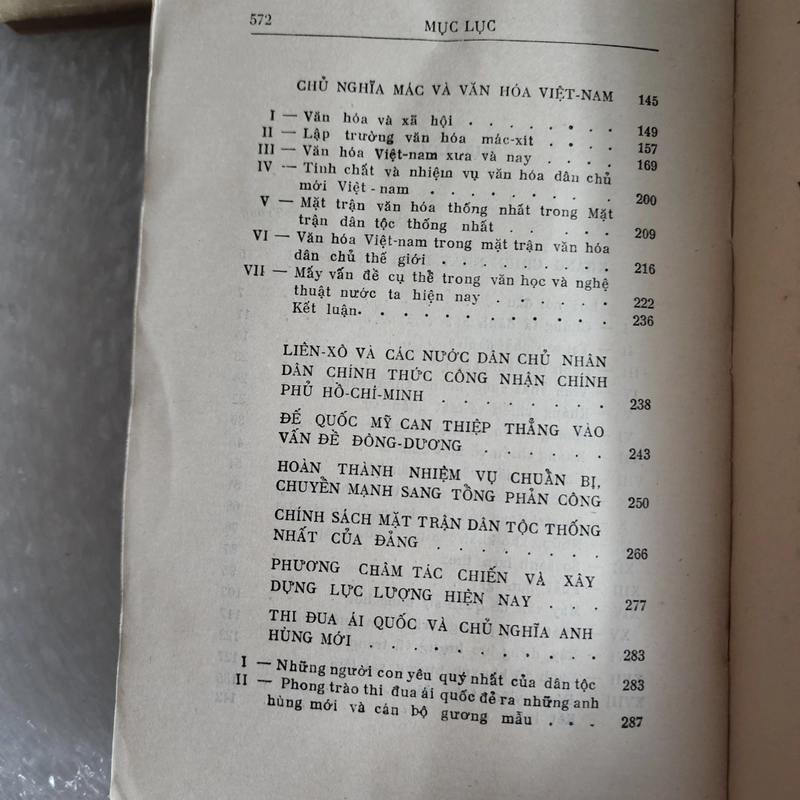 572
MỤC LỤC
CHỦ NGHĨA MÁC VÀ VĂN HÓA VIỆT-NAM 145
I — Văn hóa và xã hội . . . . . . . . 149
II — Lập trường văn hóa mác-xít . . . . 157
III — Văn hóa Việt-nam xưa và nay . . . . 169
IV — Tính chất và nhiệm vụ văn hóa dân chủ
mới Việt-nam . . . . . . . . . 200
V — Mặt trận văn hóa thống nhất trong Mặt
trận dân tộc thống nhất . . . . . . 209
VI — Văn hóa Việt-nam trong mặt trận văn hóa
dân chủ thế giới . . . . . . . . 216
VII — Mấy vấn đề cụ thể trong văn học và nghệ
thuật nước ta hiện nay . . . . . . 222
Kết luận. . . . . . . . . . . . 236
LIÊN-XÔ VÀ CÁC NƯỚC DÂN CHỦ NHÂN
DÂN CHÍNH THỨC CÔNG NHẬN CHÍNH
PHỦ HỒ-CHÍ-MINH . . . . . . . . 238
ĐẾ QUỐC MỸ CAN THIỆP THẲNG VÀO
VẤN ĐỀ ĐÔNG-DƯƠNG . . . . . . 243
HOÀN THÀNH NHIỆM VỤ CHUẨN BỊ,
CHUYỂN MẠNH SANG TỔNG PHẢN CÔNG 250
CHÍNH SÁCH MẶT TRẬN DÂN TỘC THỐNG
NHẤT CỦA ĐẢNG . . . . . . . . 266
PHƯƠNG CHÂM TÁC CHIẾN VÀ XÂY
DỰNG LỰC LƯỢNG HIỆN NAY . . . 277
THI ĐUA ÁI QUỐC VÀ CHỦ NGHĨA ANH
HÙNG MỚI . . . . . . . . . . . 283
I — Những người con yêu quý nhất của dân tộc 283
II — Phong trào thi đua ái quốc đẻ ra những anh
hùng mới và cán bộ gương mẫu . . . 287